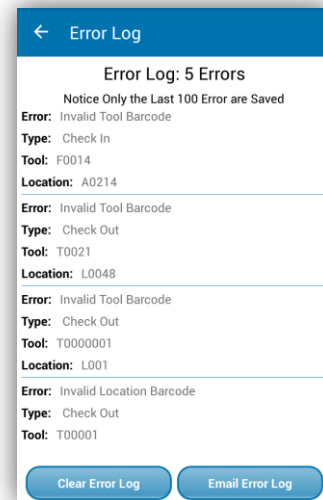 Error Log
Error Log: 5 Errors
Notice Only the Last 100 Error are Saved
Error: Invalid Tool Barcode
Type: Check In
Tool: F0014
Location: A0214
Error: Invalid Tool Barcode
Type: Check Out
Tool: T0021
Location: L0048
Error: Invalid Tool Barcode
Type: Check Out
Tool: T0000001
Location: L001
Error: Invalid Location Barcode
Type: Check Out
Tool: T00001
Clear Error Log Email Error Log